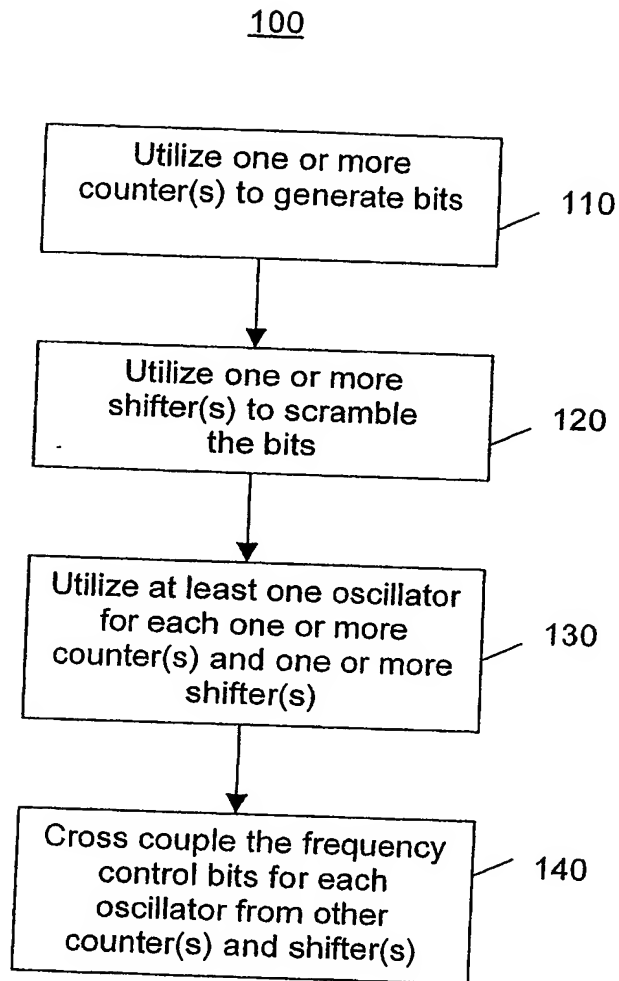 100
Utilize one or more
counter(s) to generate bits
110
Utilize one or more
shifter(s) to scramble
the bits
120
Utilize at least one oscillator
for each one or more
counter(s) and one or more
shifter(s)
130
Cross couple the frequency
control bits for each
oscillator from other
counter(s) and shifter(s)
140